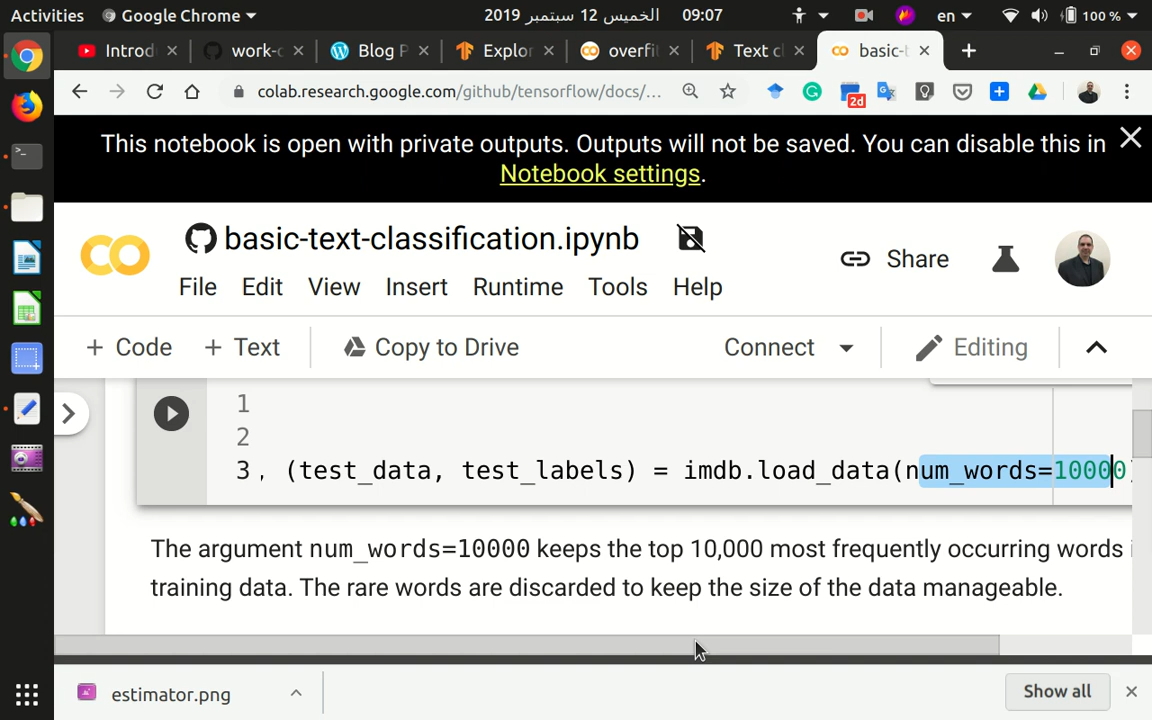 Activities Google Chrome الخميس 12 سبتمبر 2019 09:07 en 100 %
Introd work-c Blog P Explor overfi Text cl basic-t
colab.research.google.com/github/tensorflow/docs/... 2d
This notebook is open with private outputs. Outputs will not be saved. You can disable this in
Notebook settings.
basic-text-classification.ipynb
Share
File Edit View Insert Runtime Tools Help
+ Code + Text Copy to Drive Connect Editing
1
2
3 , (test_data, test_labels) = imdb.load_data(num_words=10000)
The argument num_words=10000 keeps the top 10,000 most frequently occurring words
training data. The rare words are discarded to keep the size of the data manageable.
estimator.png Show all